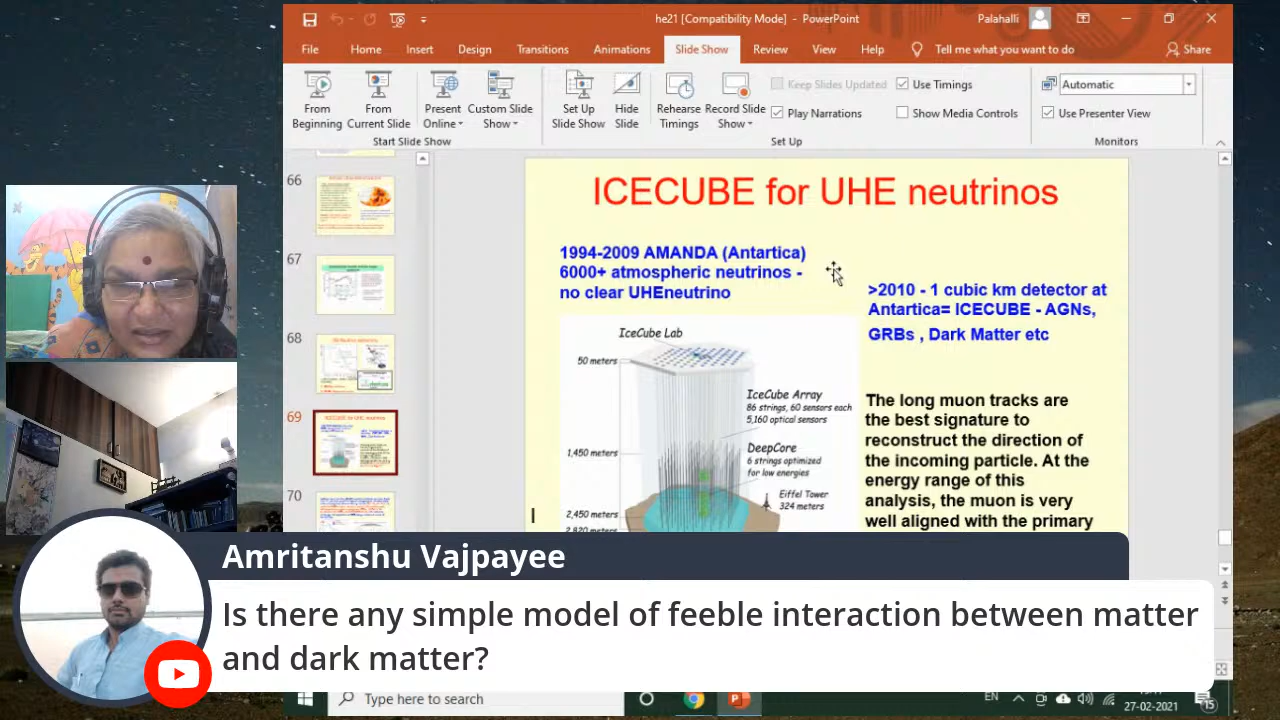 he21 [Compatibility Mode] - PowerPoint
Palahalli
File Home Insert Design Transitions Animations Slide Show Review View Help Tell me what you want to do Share
From Beginning
From Current Slide
Present Online
Custom Slide Show
Set Up Slide Show
Hide Slide
Rehearse Timings
Record Slide Show
Keep Slides Updated
Play Narrations
Use Timings
Show Media Controls
Automatic
Use Presenter View
Start Slide Show
Set Up
Monitors
66
67
68
69
70
ICECUBE for UHE neutrinos
1994-2009 AMANDA (Antartica)
6000+ atmospheric neutrinos -
no clear UHEneutrino
>2010 - 1 cubic km detector at
Antartica= ICECUBE - AGNs,
GRBs , Dark Matter etc
IceCube Lab
50 meters
IceCube Array
86 strings, 60 sensors each
5,160 optical sensors
DeepCore
6 strings optimized
for low energies
1,450 meters
Eiffel Tower
324 meters
2,450 meters
2,820 meters
The long muon tracks are
the best signature to
reconstruct the direction of
the incoming particle. At the
energy range of this
analysis, the muon is very
well aligned with the primary
Amritanshu Vajpayee
Is there any simple model of feeble interaction between matter
and dark matter?
Type here to search
EN
27-02-2021
15